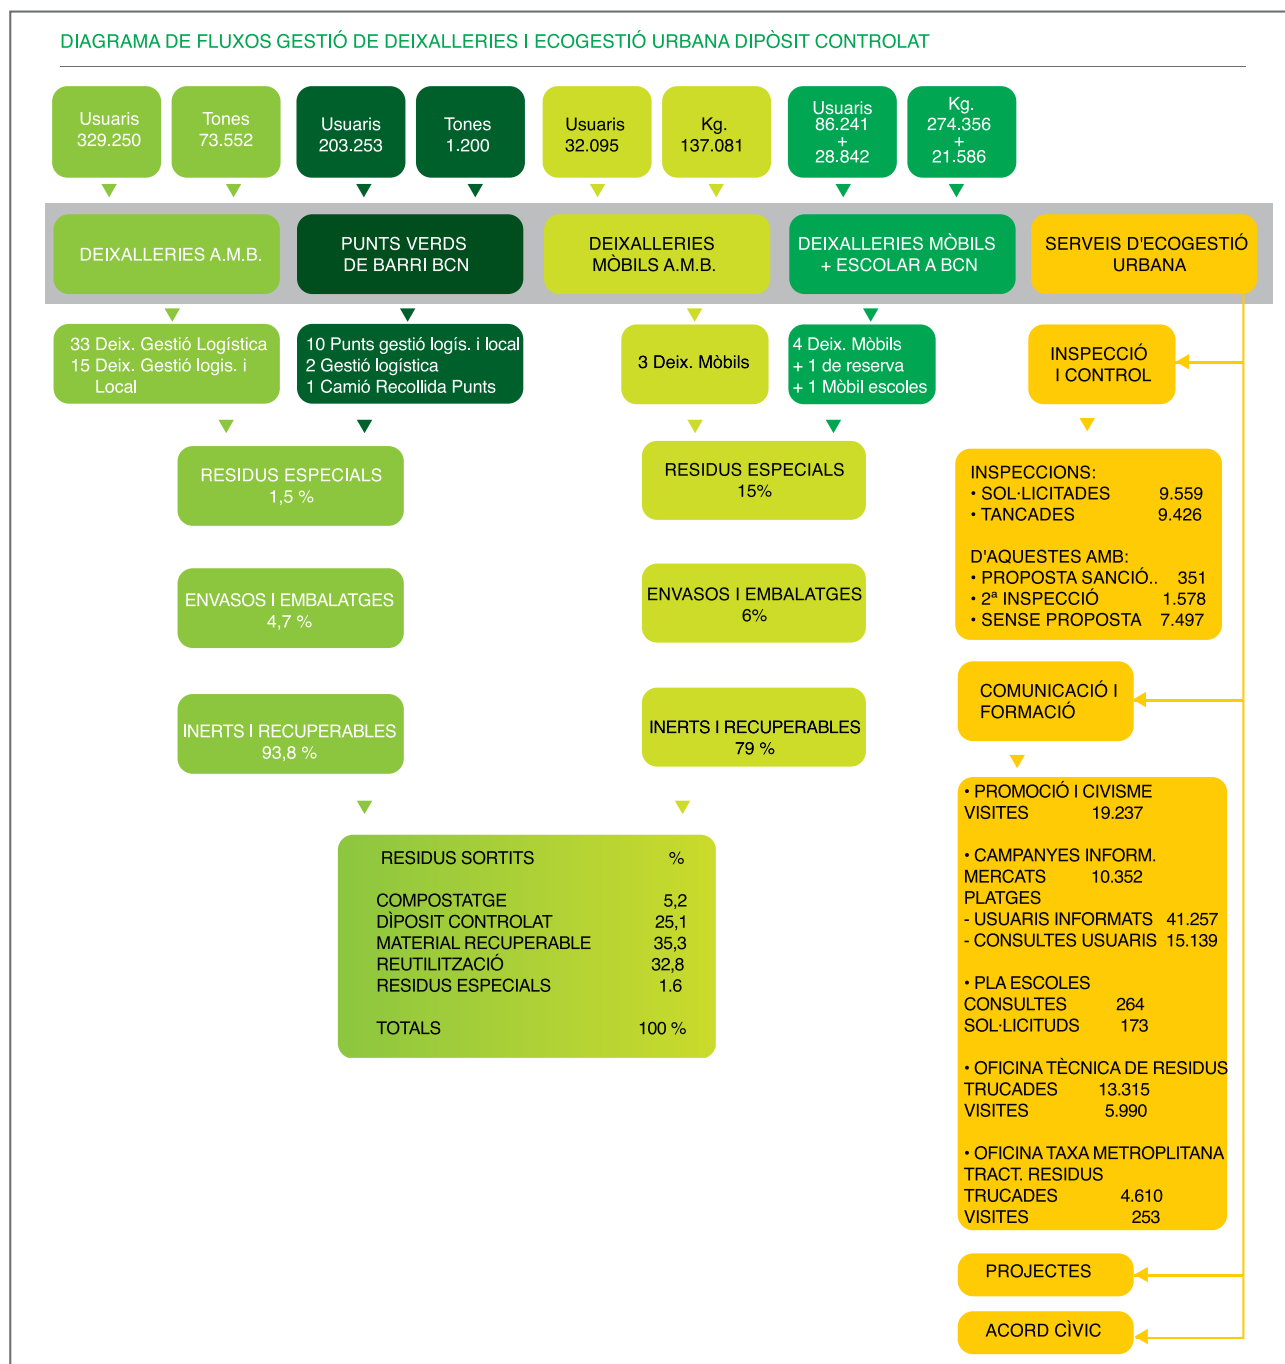 DIAGRAMA DE FLUXOS GESTIÓ DE DEIXALLERIES I ECOGESTIÓ URBANA DIPÒSIT CONTROLAT
Usuaris
329.250
Tones
73.552
Usuaris
203.253
Tones
1.200
Usuaris
32.095
Kg.
137.081
Usuaris
86.241
+
28.842
Kg.
274.356
+
21.586
DEIXALLERIES A.M.B.
PUNTS VERDS
DE BARRI BCN
DEIXALLERIES
MÒBILS A.M.B.
DEIXALLERIES MÒBILS
+ ESCOLAR A BCN
SERVEIS D'ECOGESTIÓ
URBANA
33 Deix. Gestió Logística
15 Deix. Gestió logis. i
Local
10 Punts gestió logís. i local
2 Gestió logística
1 Camió Recollida Punts
3 Deix. Mòbils
4 Deix. Mòbils
+ 1 de reserva
+ 1 Mòbil escoles
INSPECCIÓ
I CONTROL
RESIDUS ESPECIALS
1,5 %
ENVASOS I EMBALATGES
4,7 %
INERTS I RECUPERABLES
93,8 %
RESIDUS ESPECIALS
15%
ENVASOS I EMBALATGES
6%
INERTS I RECUPERABLES
79 %
RESIDUS SORTITS %
COMPOSTATGE 5,2
DÌPOSIT CONTROLAT 25,1
MATERIAL RECUPERABLE 35,3
REUTILITZACIÓ 32,8
RESIDUS ESPECIALS 1.6
TOTALS 100 %
INSPECCIONS:
• SOL·LICITADES 9.559
• TANCADES 9.426
D'AQUESTES AMB:
• PROPOSTA SANCIÓ.. 351
• 2ª INSPECCIÓ 1.578
• SENSE PROPOSTA 7.497
COMUNICACIÓ I
FORMACIÓ
• PROMOCIÓ I CIVISME
VISITES 19.237
• CAMPANYES INFORM.
MERCATS 10.352
PLATGES
- USUARIS INFORMATS 41.257
- CONSULTES USUARIS 15.139
• PLA ESCOLES
CONSULTES 264
SOL·LICITUDS 173
• OFICINA TÈCNICA DE RESIDUS
TRUCADES 13.315
VISITES 5.990
• OFICINA TAXA METROPLITANA
TRACT. RESIDUS
TRUCADES 4.610
VISITES 253
PROJECTES
ACORD CÌVIC